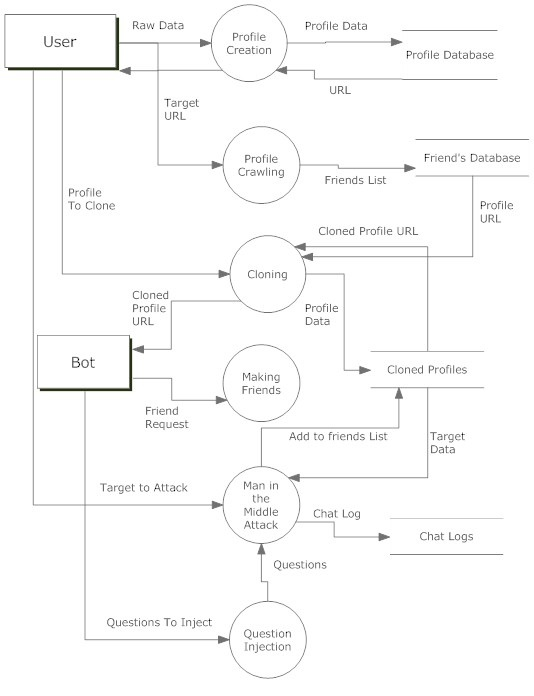 User
Raw Data
Profile
Creation
Profile Data
Profile Database
URL
Target
URL
Profile
Crawling
Friends List
Friend's Database
Profile
To Clone
Profile
URL
Cloned Profile URL
Cloning
Cloned
Profile
URL
Profile
Data
Bot
Making
Friends
Cloned Profiles
Friend
Request
Add to friends List
Target
Data
Target to Attack
Man in
the
Middle
Attack
Chat Log
Chat Logs
Questions
Questions To Inject
Question
Injection